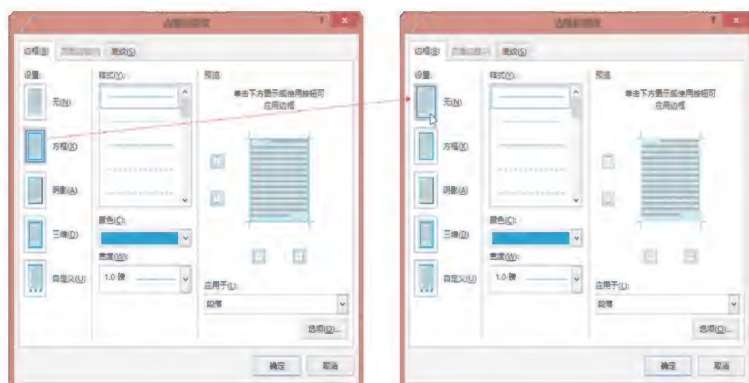 边框和底纹
? ×
边框(B) 页面边框(P) 底纹(S)
设置:
无(N)
方框(X)
阴影(A)
三维(D)
自定义(U)
样式(Y):
颜色(C):
宽度(W):
1.0 磅
预览
单击下方图示或使用按钮可
应用边框
应用于(L):
段落
选项(O)...
确定 取消
边框和底纹
? ×
边框(B) 页面边框(P) 底纹(S)
设置:
无(N)
方框(X)
阴影(A)
三维(D)
自定义(U)
样式(Y):
颜色(C):
宽度(W):
1.0 磅
预览
单击下方图示或使用按钮可
应用边框
应用于(L):
段落
选项(O)...
确定 取消